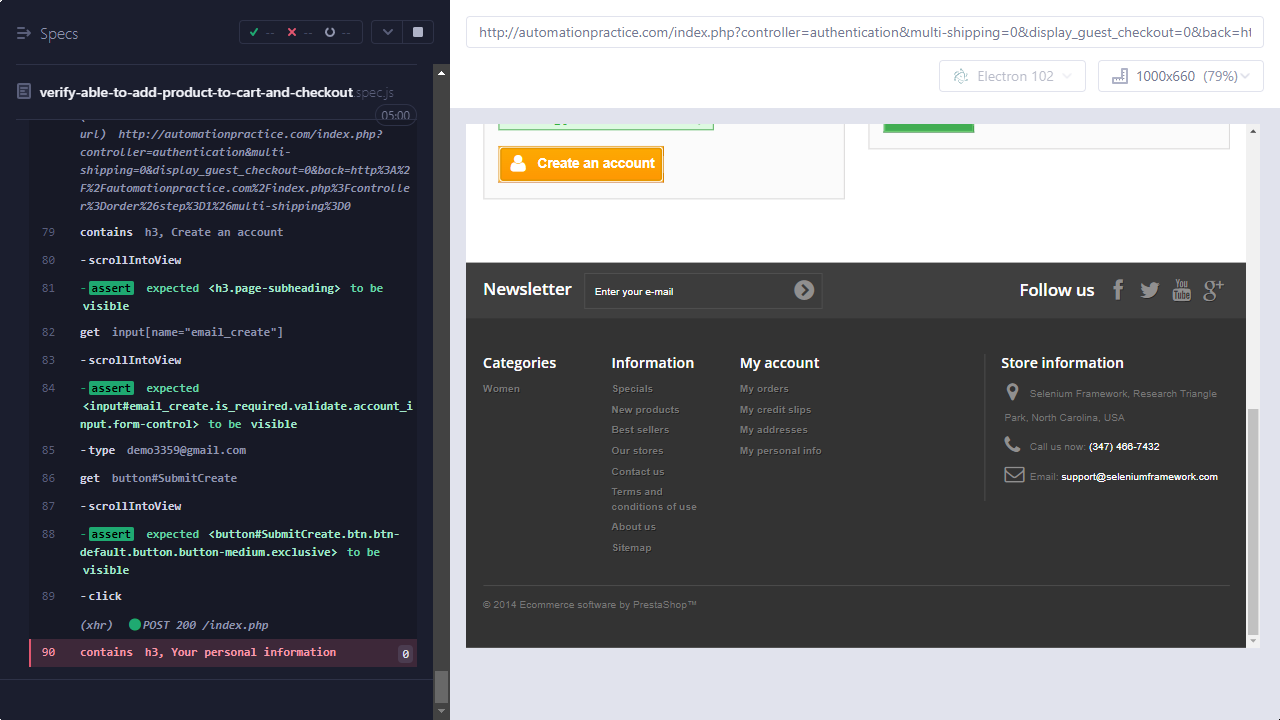 Specs
-- -- --
verify-able-to-add-product-to-cart-and-checkout.spec.js
05:00
url) http://automationpractice.com/index.php?
controller=authentication&multi-
shipping=0&display_guest_checkout=0&back=http%3A%2
F%2Fautomationpractice.com%2Findex.php%3Fcontrolle
r%3Dorder%26step%3D1%26multi-shipping%3D0
79 contains h3, Create an account
80 -scrollIntoView
81 -assert expected <h3.page-subheading> to be
visible
82 get input[name="email_create"]
83 -scrollIntoView
84 -assert expected
<input#email_create.is_required.validate.account_i
nput.form-control> to be visible
85 -type demo3359@gmail.com
86 get button#SubmitCreate
87 -scrollIntoView
88 -assert expected <button#SubmitCreate.btn.btn-
default.button.button-medium.exclusive> to be
visible
89 -click
(xhr) POST 200 /index.php
90 contains h3, Your personal information 0
http://automationpractice.com/index.php?controller=authentication&multi-shipping=0&display_guest_checkout=0&back=ht
Electron 102
1000x660 (79%)
Create an account
Newsletter
Enter your e-mail
Follow us
You
Tube
g+
Categories
Women
Information
Specials
New products
Best sellers
Our stores
Contact us
Terms and
conditions of use
About us
Sitemap
My account
My orders
My credit slips
My addresses
My personal info
Store information
Selenium Framework, Research Triangle
Park, North Carolina, USA
Call us now: (347) 466-7432
Email: support@seleniumframework.com
© 2014 Ecommerce software by PrestaShop™